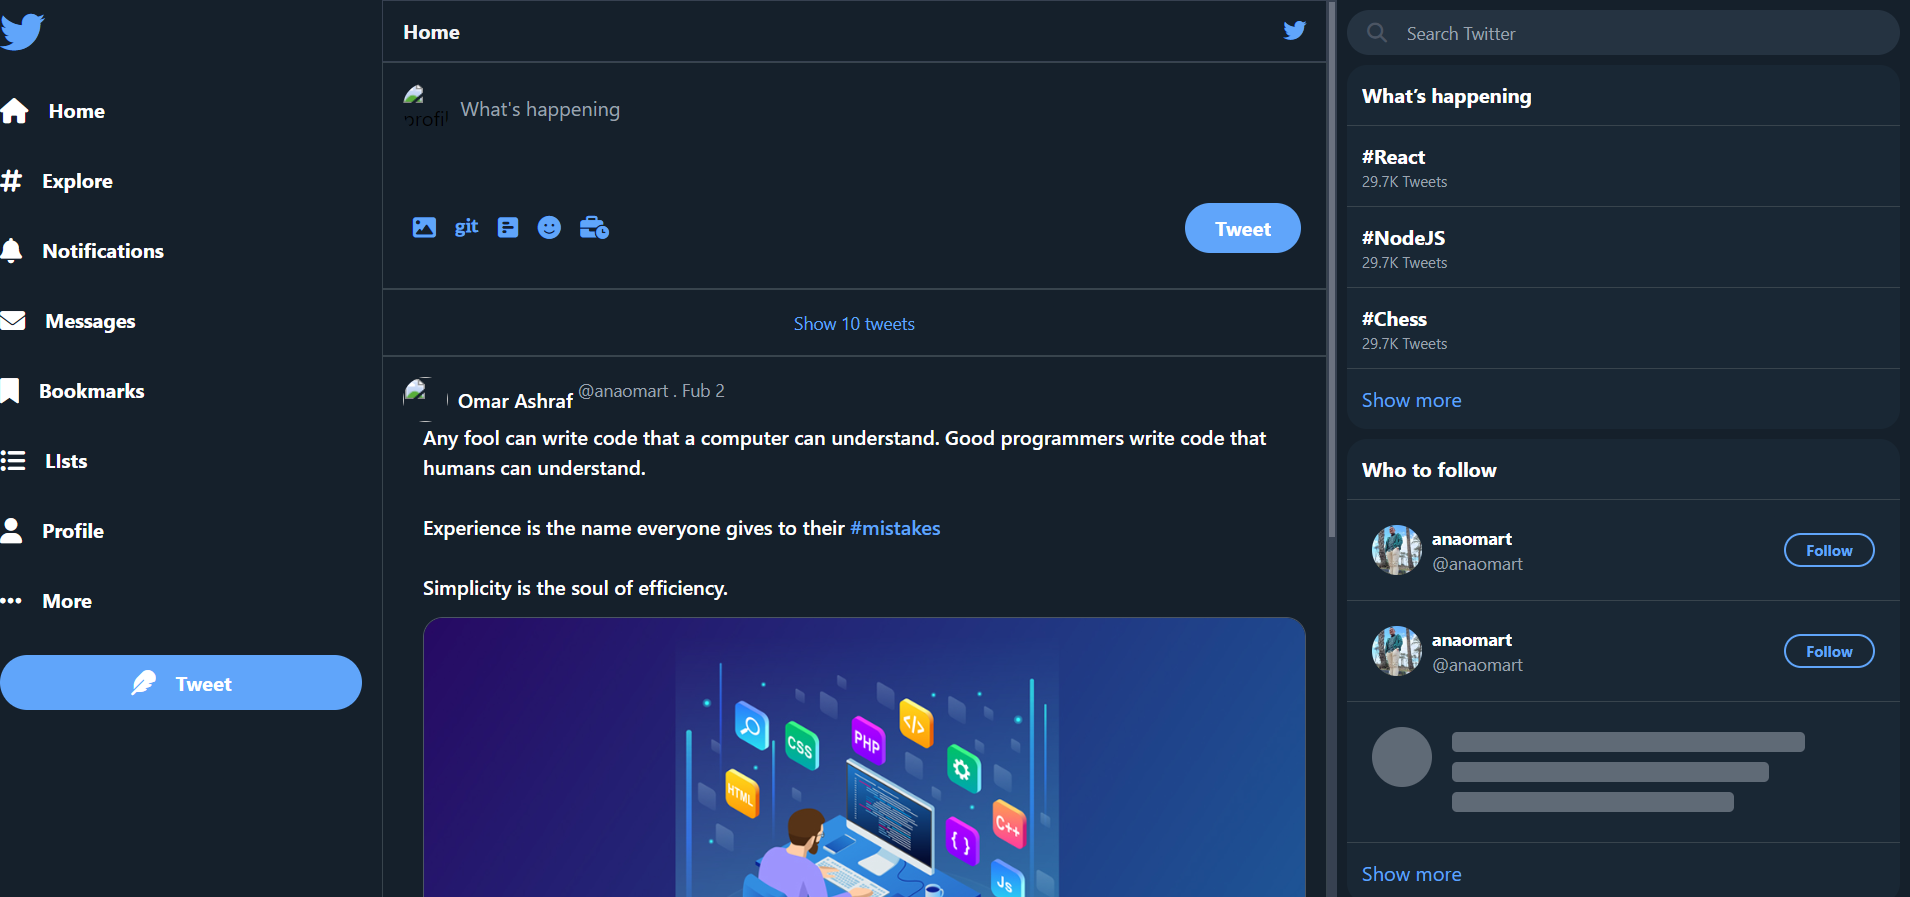 Home
Explore
Notifications
Messages
Bookmarks
LIsts
Profile
More
Tweet
Home
profil
What's happening
git
Tweet
Show 10 tweets
Omar Ashraf @anaomart . Fub 2
Any fool can write code that a computer can understand. Good programmers write code that
humans can understand.
Experience is the name everyone gives to their #mistakes
Simplicity is the soul of efficiency.
CSS
PHP
</>
HTML
C++
{ }
Js
Search Twitter
What's happening
#React
29.7K Tweets
#NodeJS
29.7K Tweets
#Chess
29.7K Tweets
Show more
Who to follow
anaomart
@anaomart
Follow
anaomart
@anaomart
Follow
Show more